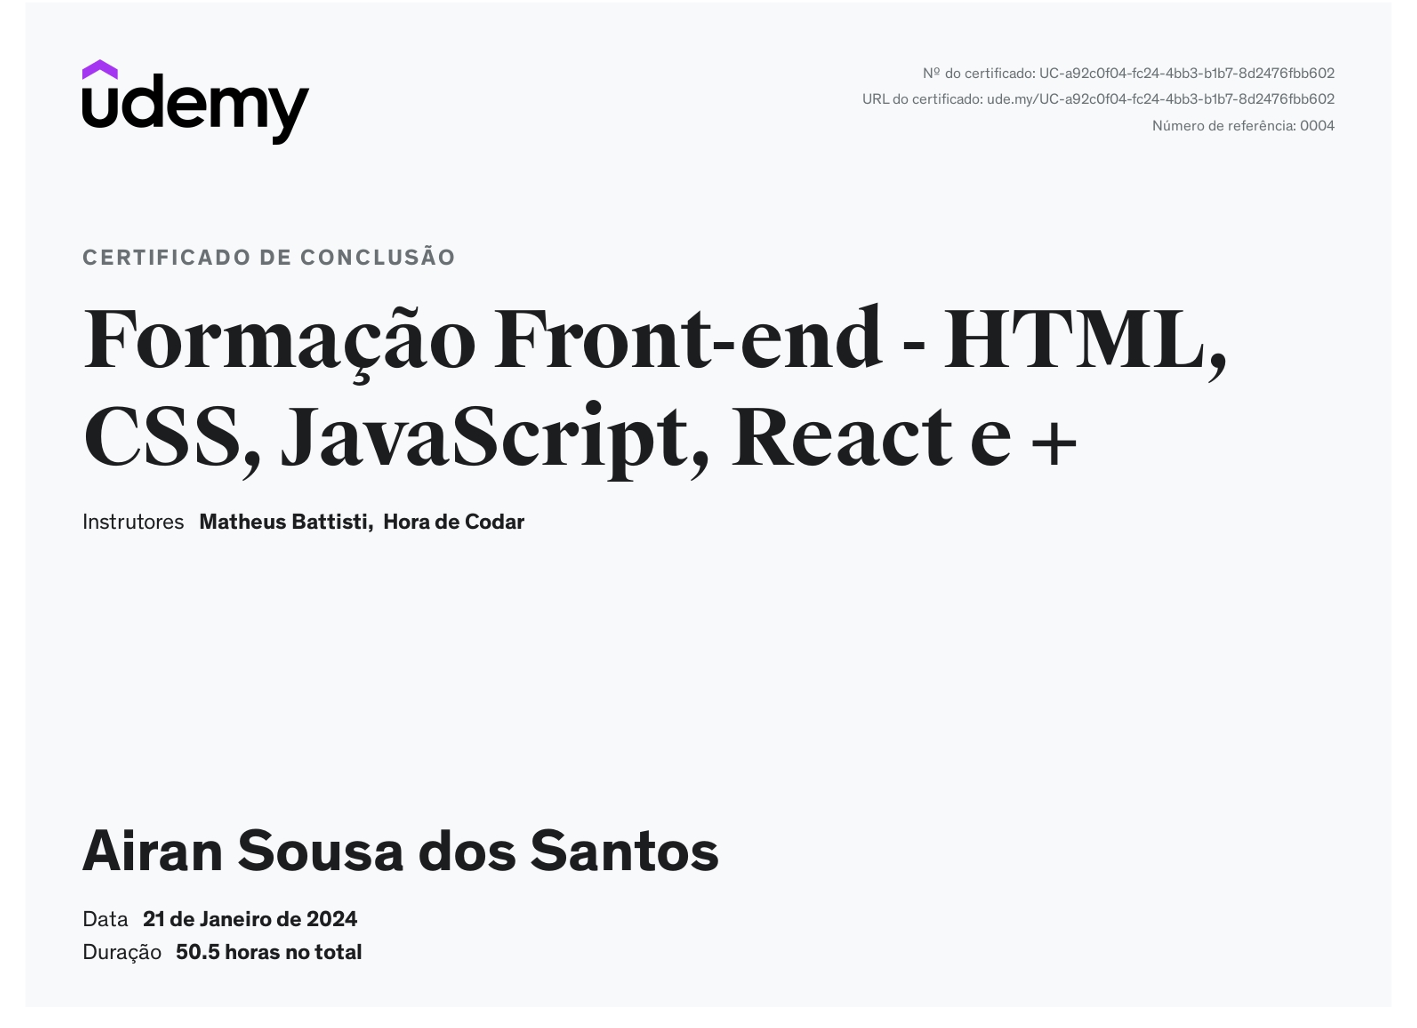 udemy
Nº do certificado: UC-a92c0f04-fc24-4bb3-b1b7-8d2476fbb602
URL do certificado: ude.my/UC-a92c0f04-fc24-4bb3-b1b7-8d2476fbb602
Número de referência: 0004
CERTIFICADO DE CONCLUSÃO
Formação Front-end - HTML,
CSS, JavaScript, React e +
Instrutores Matheus Battisti, Hora de Codar
Airan Sousa dos Santos
Data 21 de Janeiro de 2024
Duração 50.5 horas no total